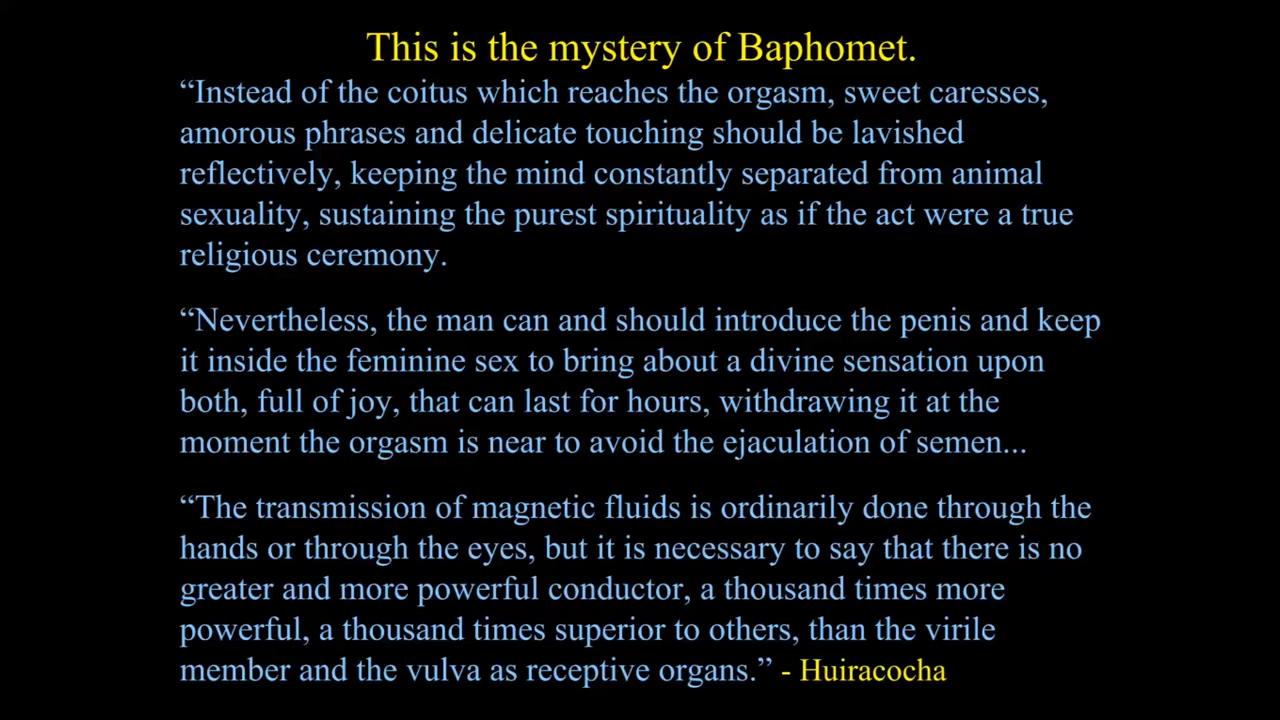 This is the mystery of Baphomet.
“Instead of the coitus which reaches the orgasm, sweet caresses,
amorous phrases and delicate touching should be lavished
reflectively, keeping the mind constantly separated from animal
sexuality, sustaining the purest spirituality as if the act were a true
religious ceremony.
“Nevertheless, the man can and should introduce the penis and keep
it inside the feminine sex to bring about a divine sensation upon
both, full of joy, that can last for hours, withdrawing it at the
moment the orgasm is near to avoid the ejaculation of semen...
“The transmission of magnetic fluids is ordinarily done through the
hands or through the eyes, but it is necessary to say that there is no
greater and more powerful conductor, a thousand times more
powerful, a thousand times superior to others, than the virile
member and the vulva as receptive organs.” - Huiracocha